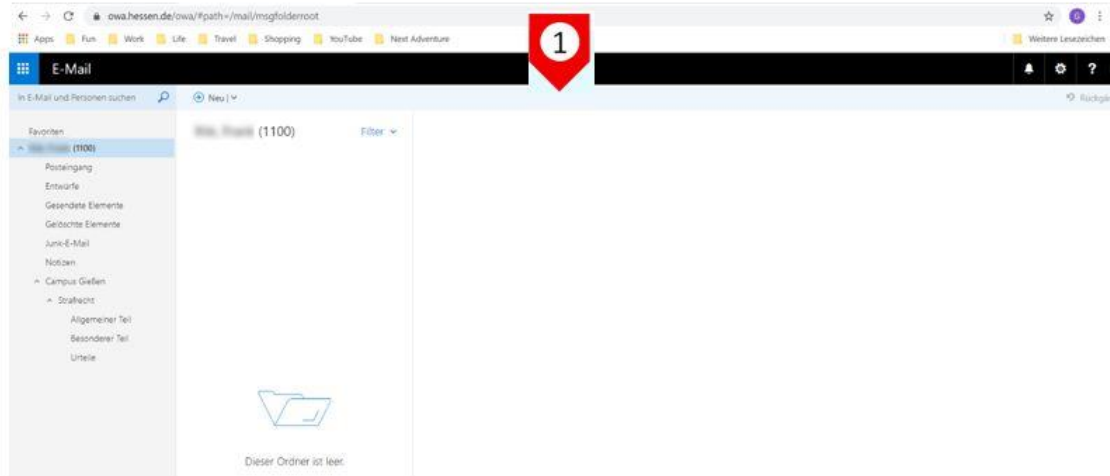 owa.hessen.de/owa/#path=/mail/msgfolderroot
Apps Fun Work Life Travel Shopping YouTube Next Adventure Weitere Lesezeichen
1
E-Mail ?
In E-Mail und Personen suchen Neu
Favoriten
(1100)
Posteingang
Entwürfe
Gesendete Elemente
Gelöschte Elemente
Junk-E-Mail
Notizen
Campus Gießen
Strafrecht
Allgemeiner Teil
Besonderer Teil
Urteile
(1100) Filter
Dieser Ordner ist leer.